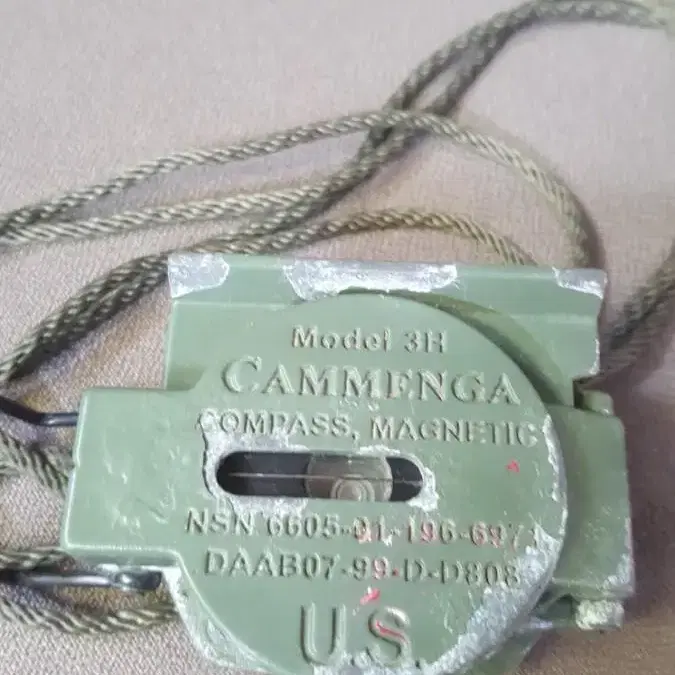 Model 3H
CAMMENGA
COMPASS, MAGNETIC
NSN 6605-01-196-6971
DAAB07-99-D-D808
U.S.